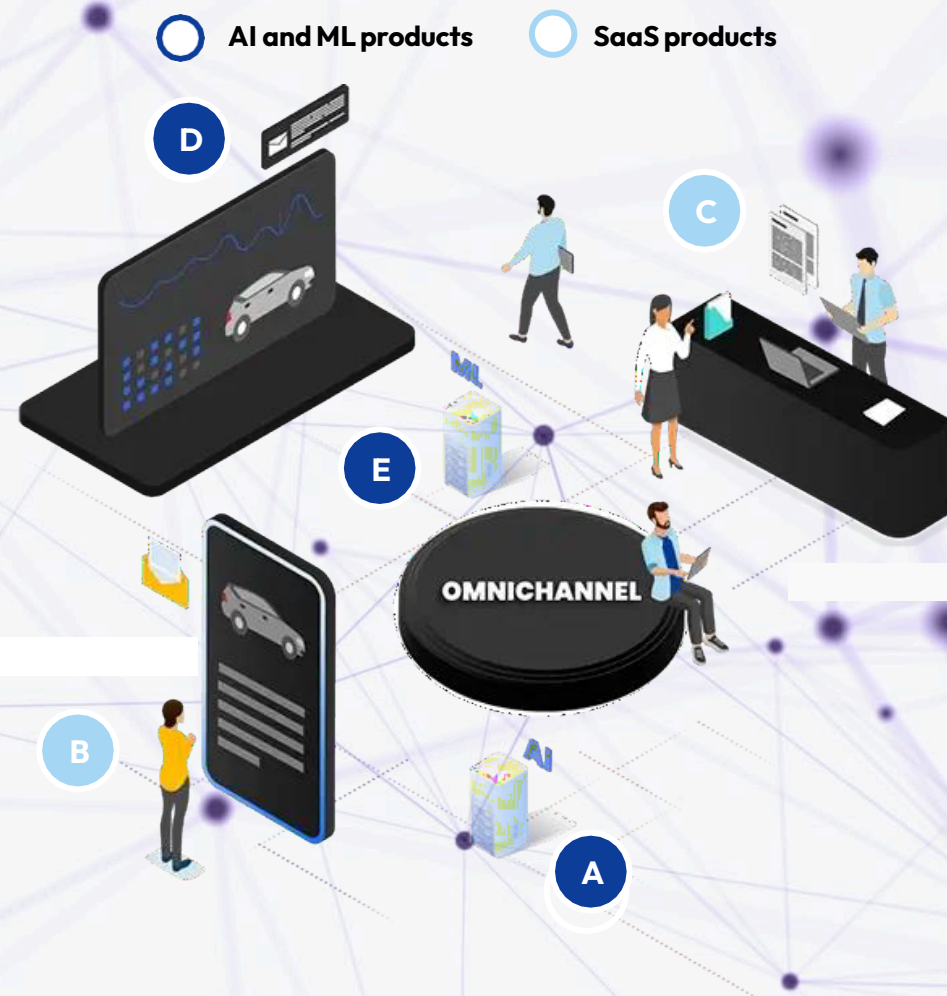 AI and ML products
SaaS products
D
C
ML
E
OMNICHANNEL
B
AI
A